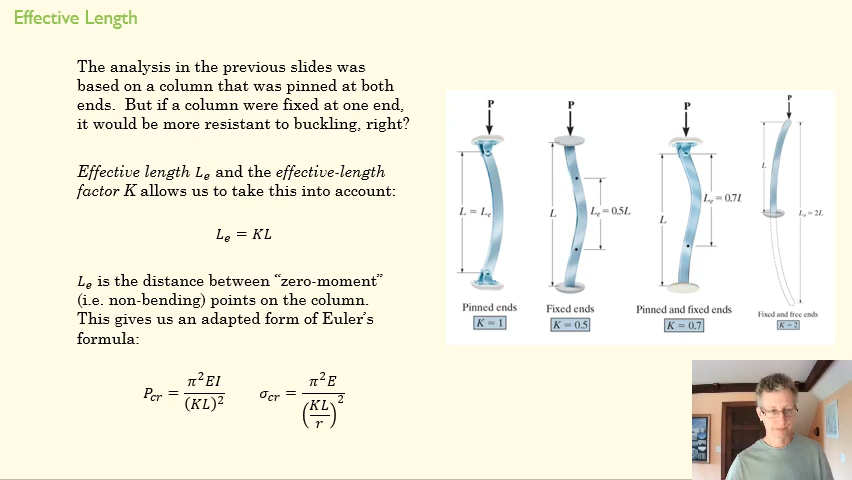 Effective Length
The analysis in the previous slides was
based on a column that was pinned at both
ends. But if a column were fixed at one end,
it would be more resistant to buckling, right?
Effective length Lₑ and the effective-length
factor K allows us to take this into account:
Lₑ = KL
Lₑ is the distance between “zero-moment”
(i.e. non-bending) points on the column.
This gives us an adapted form of Euler’s
formula:
P_cr = π²EI / (KL)²   σ_cr = π²E / (KL/r)²
P P P P
L = Lₑ
L
Lₑ = 0.5L
L
Lₑ = 0.7L
L
Lₑ = 2L
Pinned ends
K = 1
Fixed ends
K = 0.5
Pinned and fixed ends
K = 0.7
Fixed and free ends
K = 2